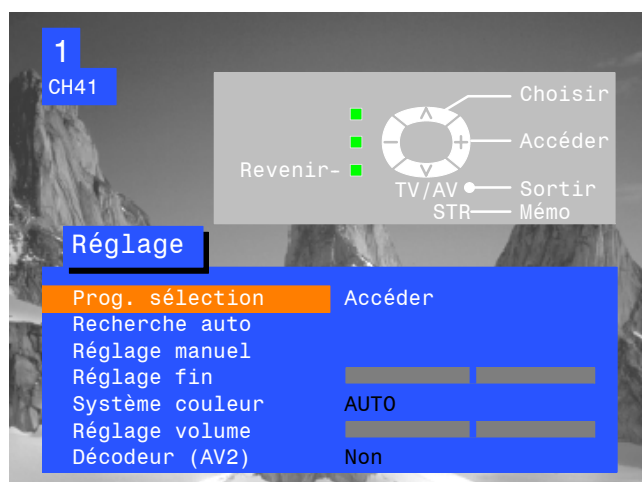 1
CH41
Choisir
Accéder
Revenir-
TV/AV Sortir
STR Mémo
Réglage
Prog. sélection Accéder
Recherche auto
Réglage manuel
Réglage fin
Système couleur AUTO
Réglage volume
Décodeur (AV2) Non